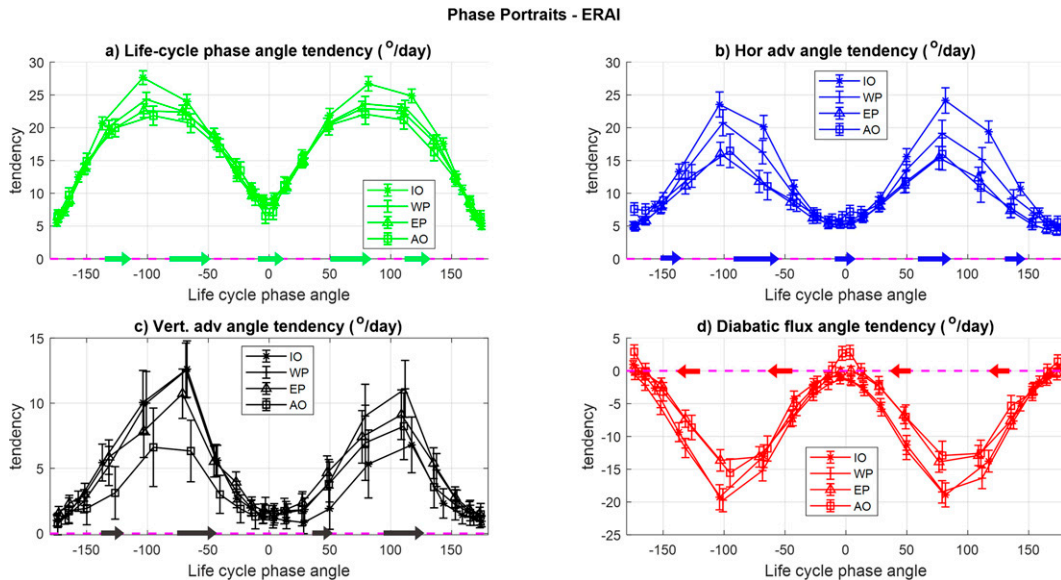 Phase Portraits - ERAI
a) Life-cycle phase angle tendency (°/day)
30
25
20
15
10
5
0
tendency
IO
WP
EP
AO
-150 -100 -50 0 50 100 150
Life cycle phase angle
b) Hor adv angle tendency (°/day)
30
25
20
15
10
5
0
tendency
IO
WP
EP
AO
-150 -100 -50 0 50 100 150
Life cycle phase angle
c) Vert. adv angle tendency (°/day)
15
10
5
0
tendency
IO
WP
EP
AO
-150 -100 -50 0 50 100 150
Life cycle phase angle
d) Diabatic flux angle tendency (°/day)
5
0
-5
-10
-15
-20
-25
tendency
IO
WP
EP
AO
-150 -100 -50 0 50 100 150
Life cycle phase angle